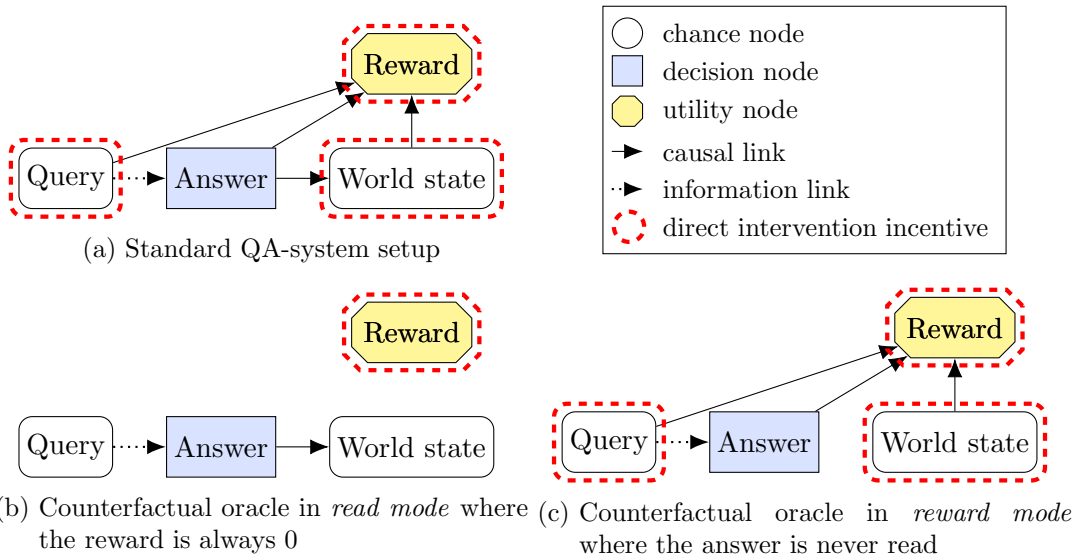 Reward
Query
Answer
World state
(a) Standard QA-system setup
chance node
decision node
utility node
causal link
information link
direct intervention incentive
Reward
Query
Answer
World state
(b) Counterfactual oracle in read mode where
the reward is always 0
Reward
Query
Answer
World state
(c) Counterfactual oracle in reward mode
where the answer is never read